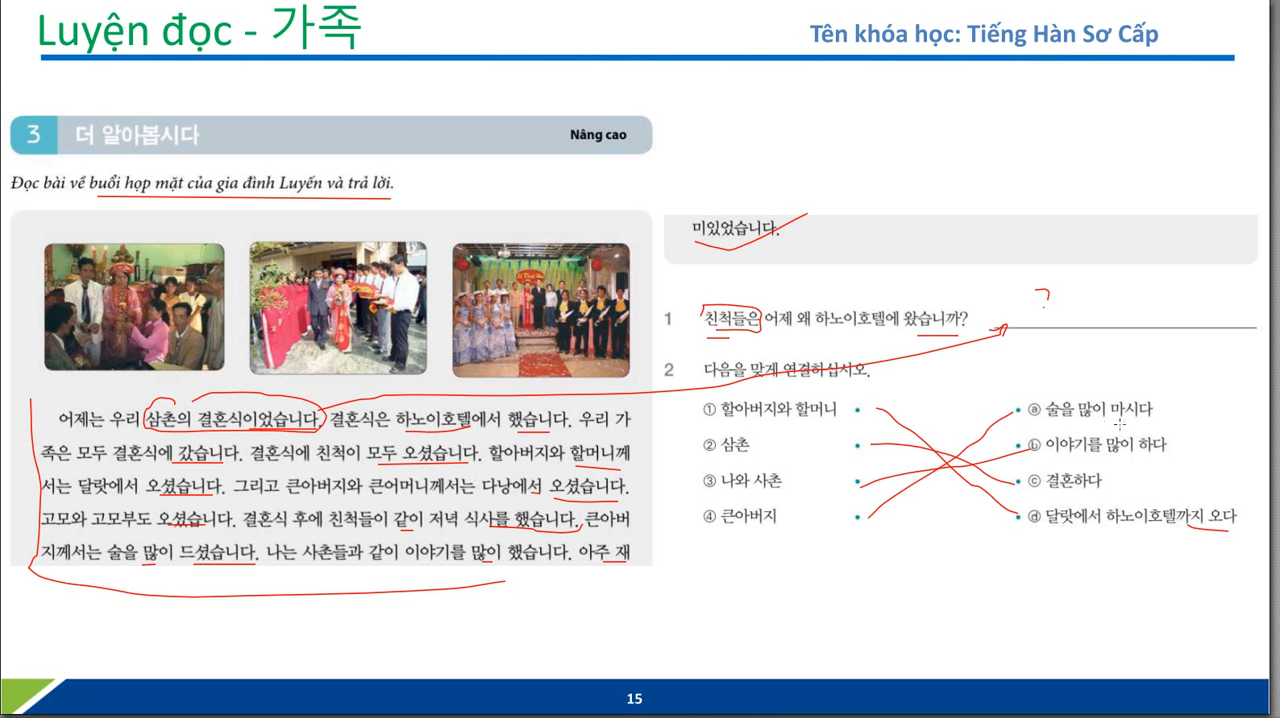 Luyện đọc - 가족
Tên khóa học: Tiếng Hàn Sơ Cấp
3 더 알아봅시다
Nâng cao
Đọc bài về buổi họp mặt của gia đình Luyến và trả lời.
어제는 우리 삼촌의 결혼식이었습니다. 결혼식은 하노이호텔에서 했습니다. 우리 가
족은 모두 결혼식에 갔습니다. 결혼식에 친척이 모두 오셨습니다. 할아버지와 할머니께
서는 달랏에서 오셨습니다. 그리고 큰아버지와 큰어머니께서는 다낭에서 오셨습니다.
고모와 고모부도 오셨습니다. 결혼식 후에 친척들이 같이 저녁 식사를 했습니다. 큰아버
지께서는 술을 많이 드셨습니다. 나는 사촌들과 같이 이야기를 많이 했습니다. 아주 재
미있었습니다.
1 친척들은 어제 왜 하노이호텔에 왔습니까?
?
2 다음을 맞게 연결하십시오.
① 할아버지와 할머니
② 삼촌
③ 나와 사촌
④ 큰아버지
ⓐ 술을 많이 마시다
ⓑ 이야기를 많이 하다
ⓒ 결혼하다
ⓓ 달랏에서 하노이호텔까지 오다
15